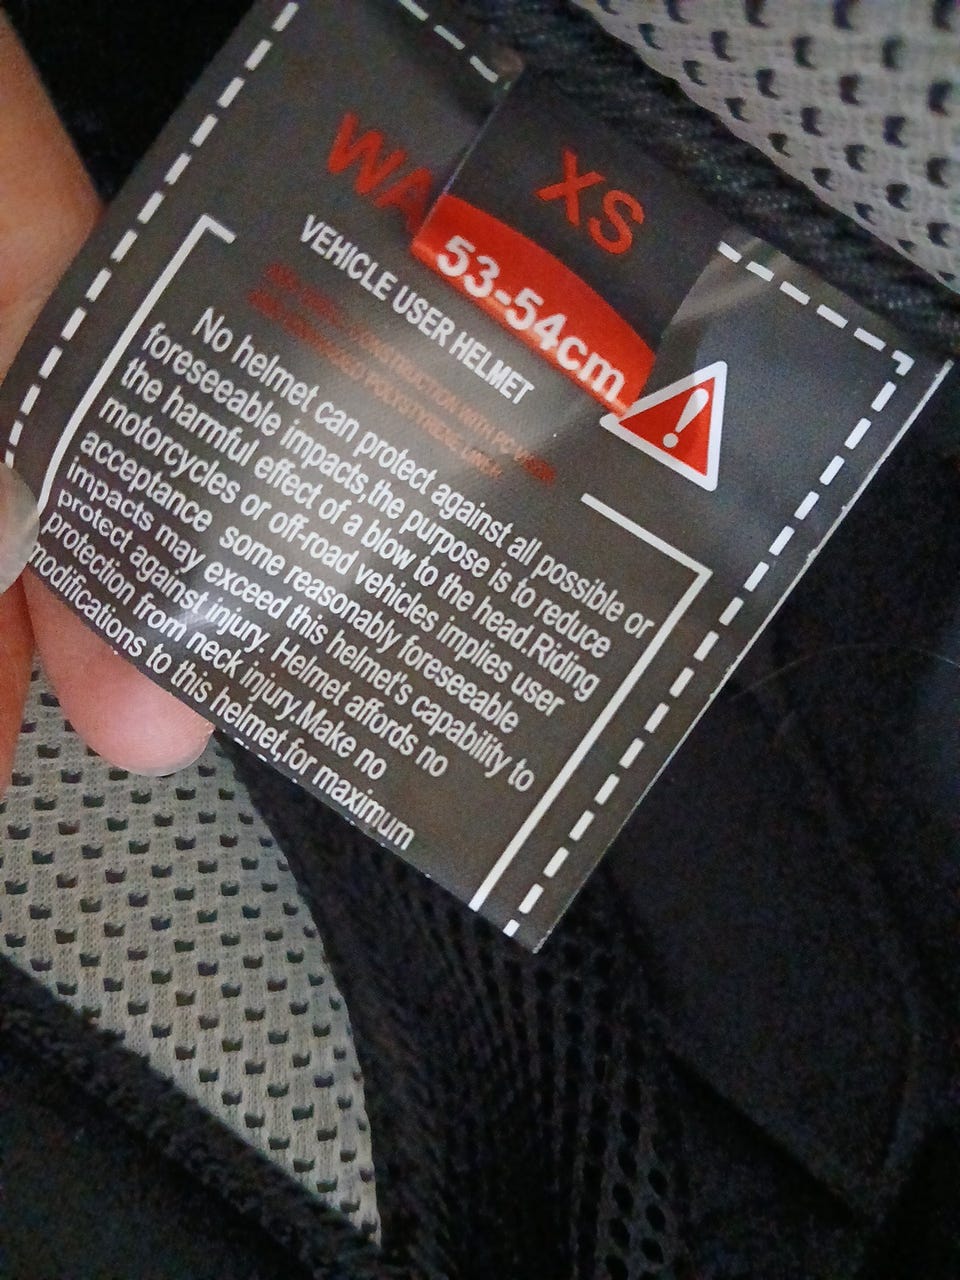 XS
53-54cm
WA
VEHICLE USER HELMET
No helmet can protect against all possible or
foreseeable impacts,the purpose is to reduce
the harmful effect of a blow to the head.Riding
motorcycles or off-road vehicles implies user
acceptance some reasonably foreseeable
impacts may exceed this helmet's capability to
protect against injury. Helmet affords no
protection from neck injury.Make no
modifications to this helmet,for maximum